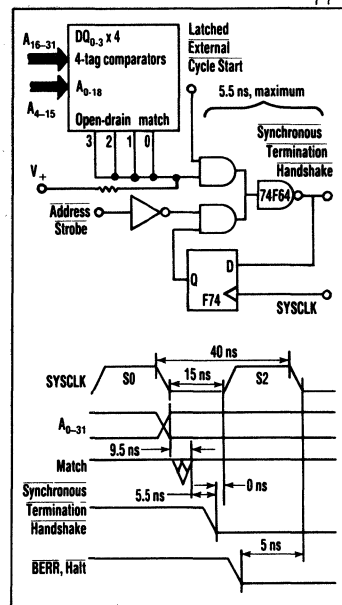 A16–31
DQ0-3 x 4
4-tag comparators
A0-18
A4–15
Open-drain match
3 2 1 0
Latched
External
Cycle Start
5.5 ns, maximum
Synchronous
Termination
Handshake
74F64
V+
Address
Strobe
Q D
F74
SYSCLK
40 ns
SYSCLK S0 15 ns S2
A0–31
9.5 ns
Match
Synchronous
0 ns
5.5 ns
Termination
Handshake
5 ns
BERR, Halt